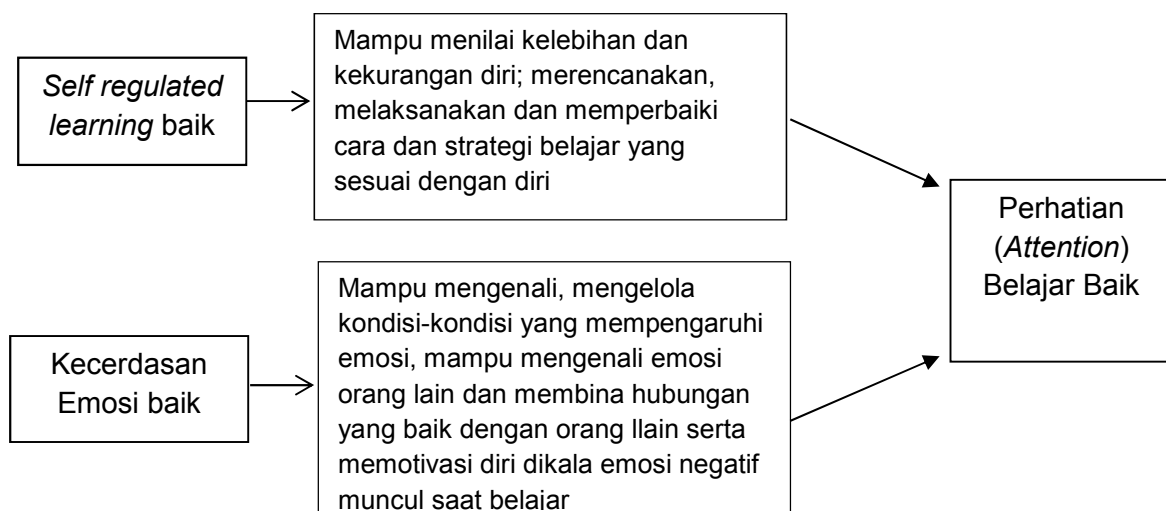 Self regulated
learning baik
Mampu menilai kelebihan dan
kekurangan diri; merencanakan,
melaksanakan dan memperbaiki
cara dan strategi belajar yang
sesuai dengan diri
Perhatian
(Attention)
Belajar Baik
Kecerdasan
Emosi baik
Mampu mengenali, mengelola
kondisi-kondisi yang mempengaruhi
emosi, mampu mengenali emosi
orang lain dan membina hubungan
yang baik dengan orang llain serta
memotivasi diri dikala emosi negatif
muncul saat belajar